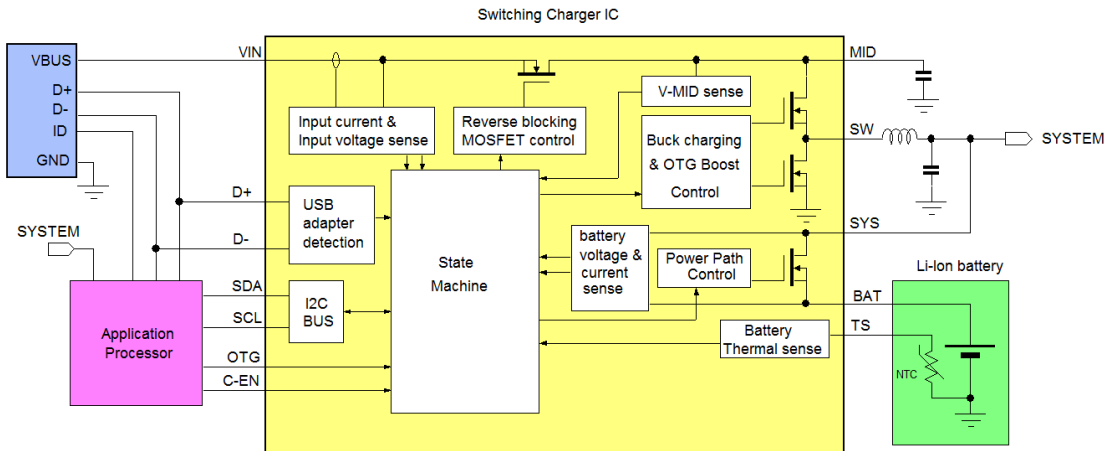 Switching Charger IC
VBUS
D+
D-
ID
GND
VIN
MID
Input current &
Input voltage sense
Reverse blocking
MOSFET control
V-MID sense
Buck charging
& OTG Boost
Control
SW
SYSTEM
D+
D-
USB
adapter
detection
SYSTEM
State
Machine
battery
voltage &
current
sense
Power Path
Control
SYS
Li-Ion battery
BAT
TS
Application
Processor
SDA
SCL
I2C
BUS
OTG
C-EN
Battery
Thermal sense
NTC